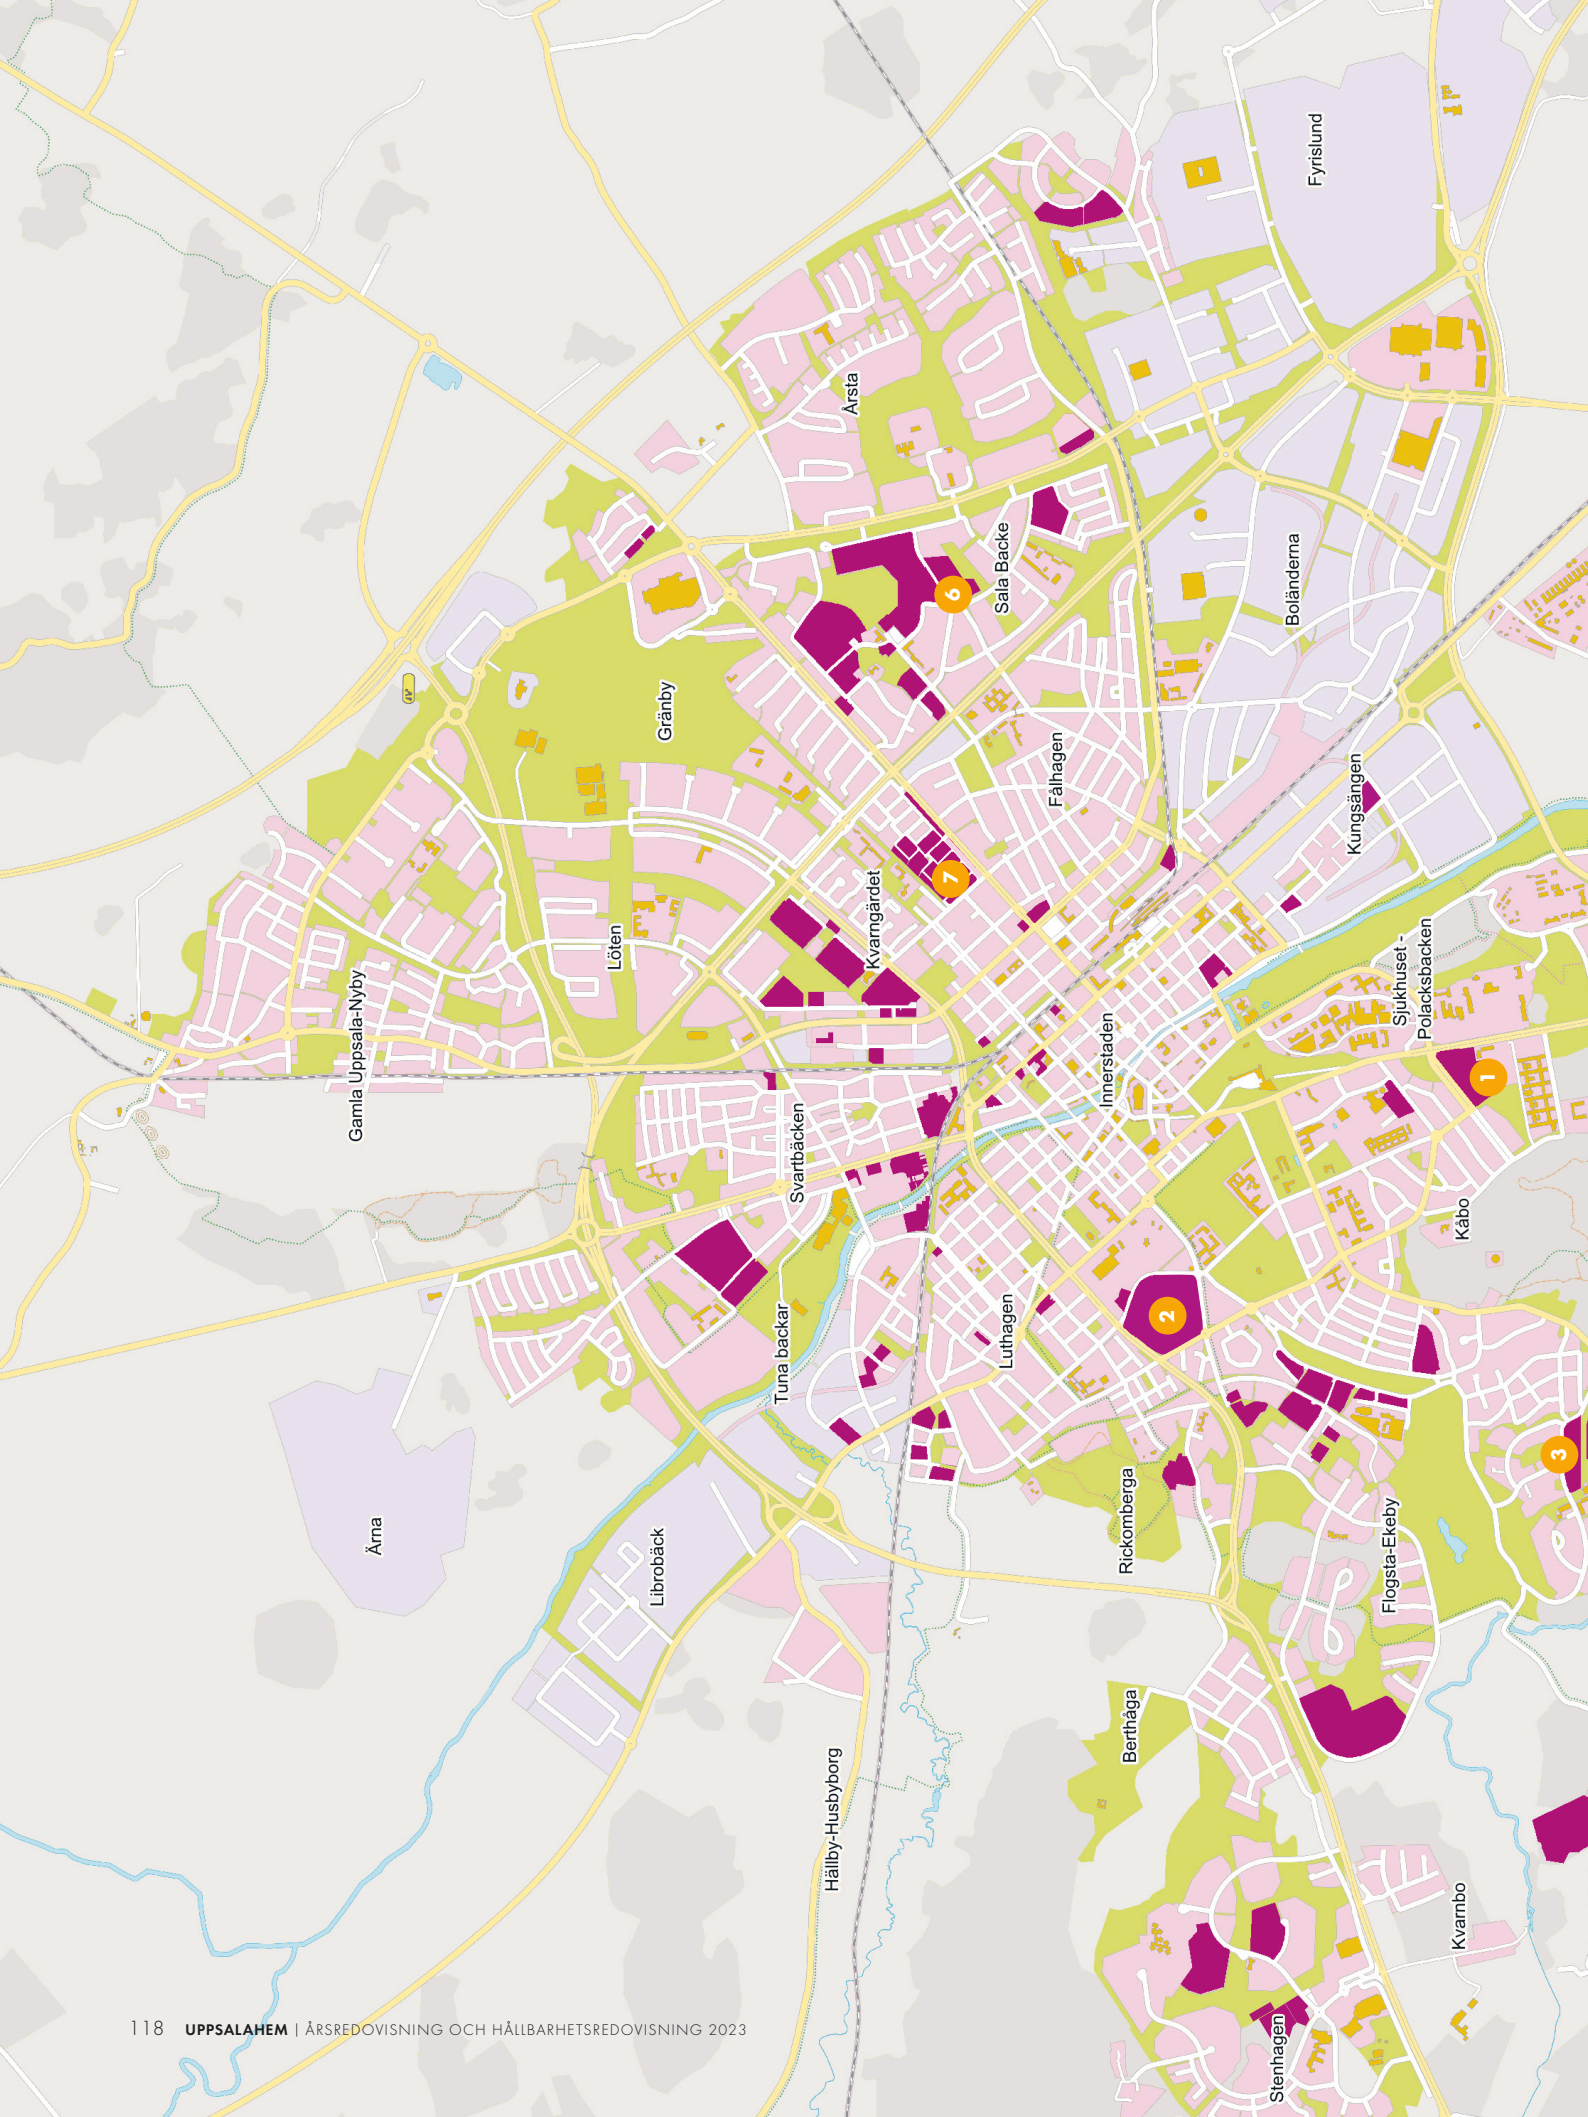 Fyrislund
Årsta
6
Sala Backe
Boländerna
Gränby
Fålhagen
Kungsängen
7
Kvarngärdet
Löten
Gamla Uppsala-Nyby
Sjukhuset -
Polacksbacken
Innerstaden
1
Svartbäcken
Kåbo
2
Luthagen
Tuna backar
3
Ärna
Librobäck
Rickomberga
Flogsta-Ekeby
Berthåga
Hällby-Husbyborg
Kvarnbo
Stenhagen
118 UPPSALAHEM | ÅRSREDOVISNING OCH HÅLLBARHETSREDOVISNING 2023